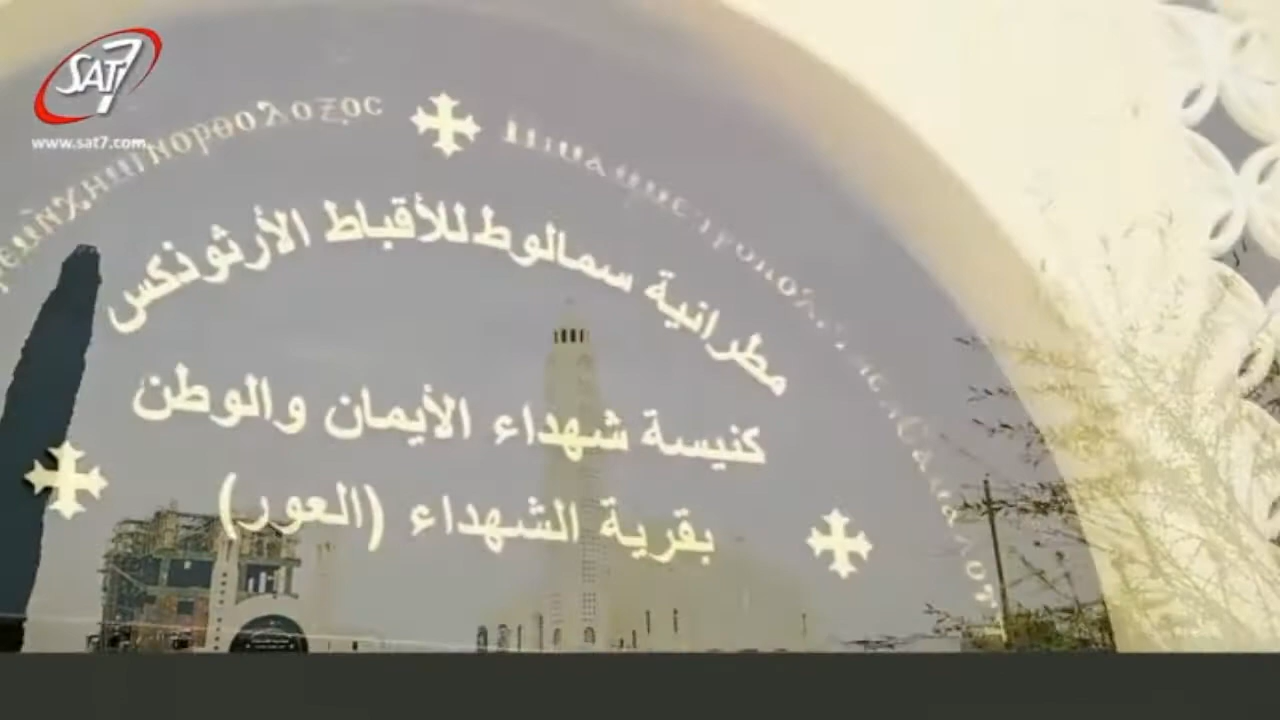 SAT7
www.sat7.com
مطرانية سمالوط للأقباط الأرثوذكس
كنيسة شهداء الأيمان والوطن
بقرية الشهداء (العور)